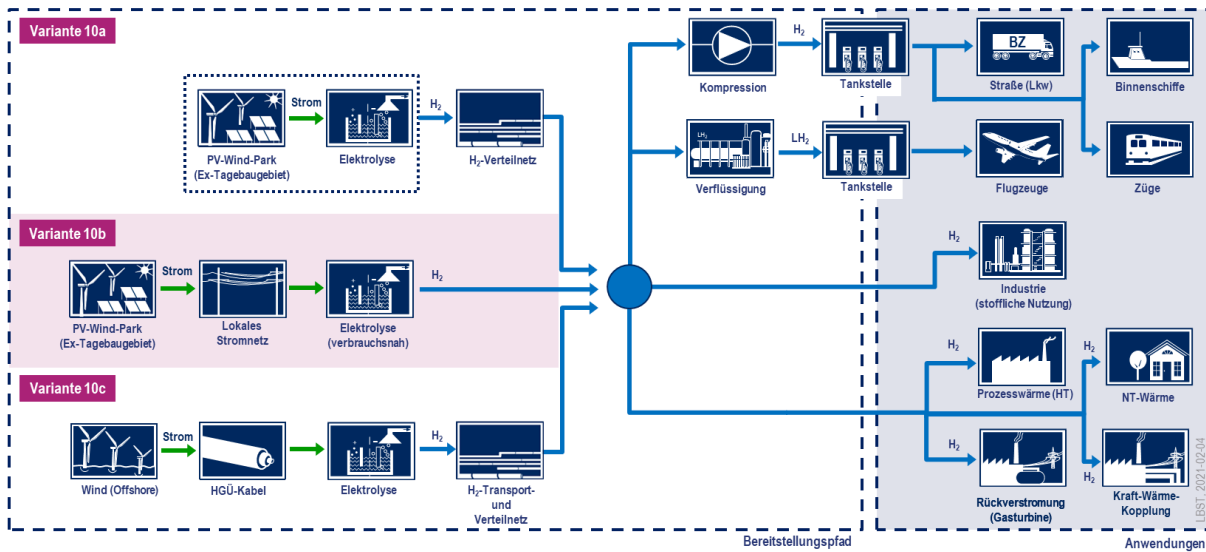 Variante 10a
Strom
H₂
PV-Wind-Park
(Ex-Tagebaugebiet)
Elektrolyse
H₂-Verteilnetz
Variante 10b
Strom
H₂
PV-Wind-Park
(Ex-Tagebaugebiet)
Lokales
Stromnetz
Elektrolyse
(verbrauchsnah)
Variante 10c
Strom
H₂
Wind (Offshore)
HGÜ-Kabel
Elektrolyse
H₂-Transport-
und
Verteilnetz
H₂
BZ
Kompression
Tankstelle
Straße (Lkw)
Binnenschiffe
LH₂
LH₂
Verflüssigung
Tankstelle
Flugzeuge
Züge
H₂
Industrie
(stoffliche Nutzung)
H₂
H₂
Prozesswärme (HT)
NT-Wärme
H₂
H₂
Rückverstromung
(Gasturbine)
Kraft-Wärme-
Kopplung
LBST, 2021-02-04
Bereitstellungspfad
Anwendungen